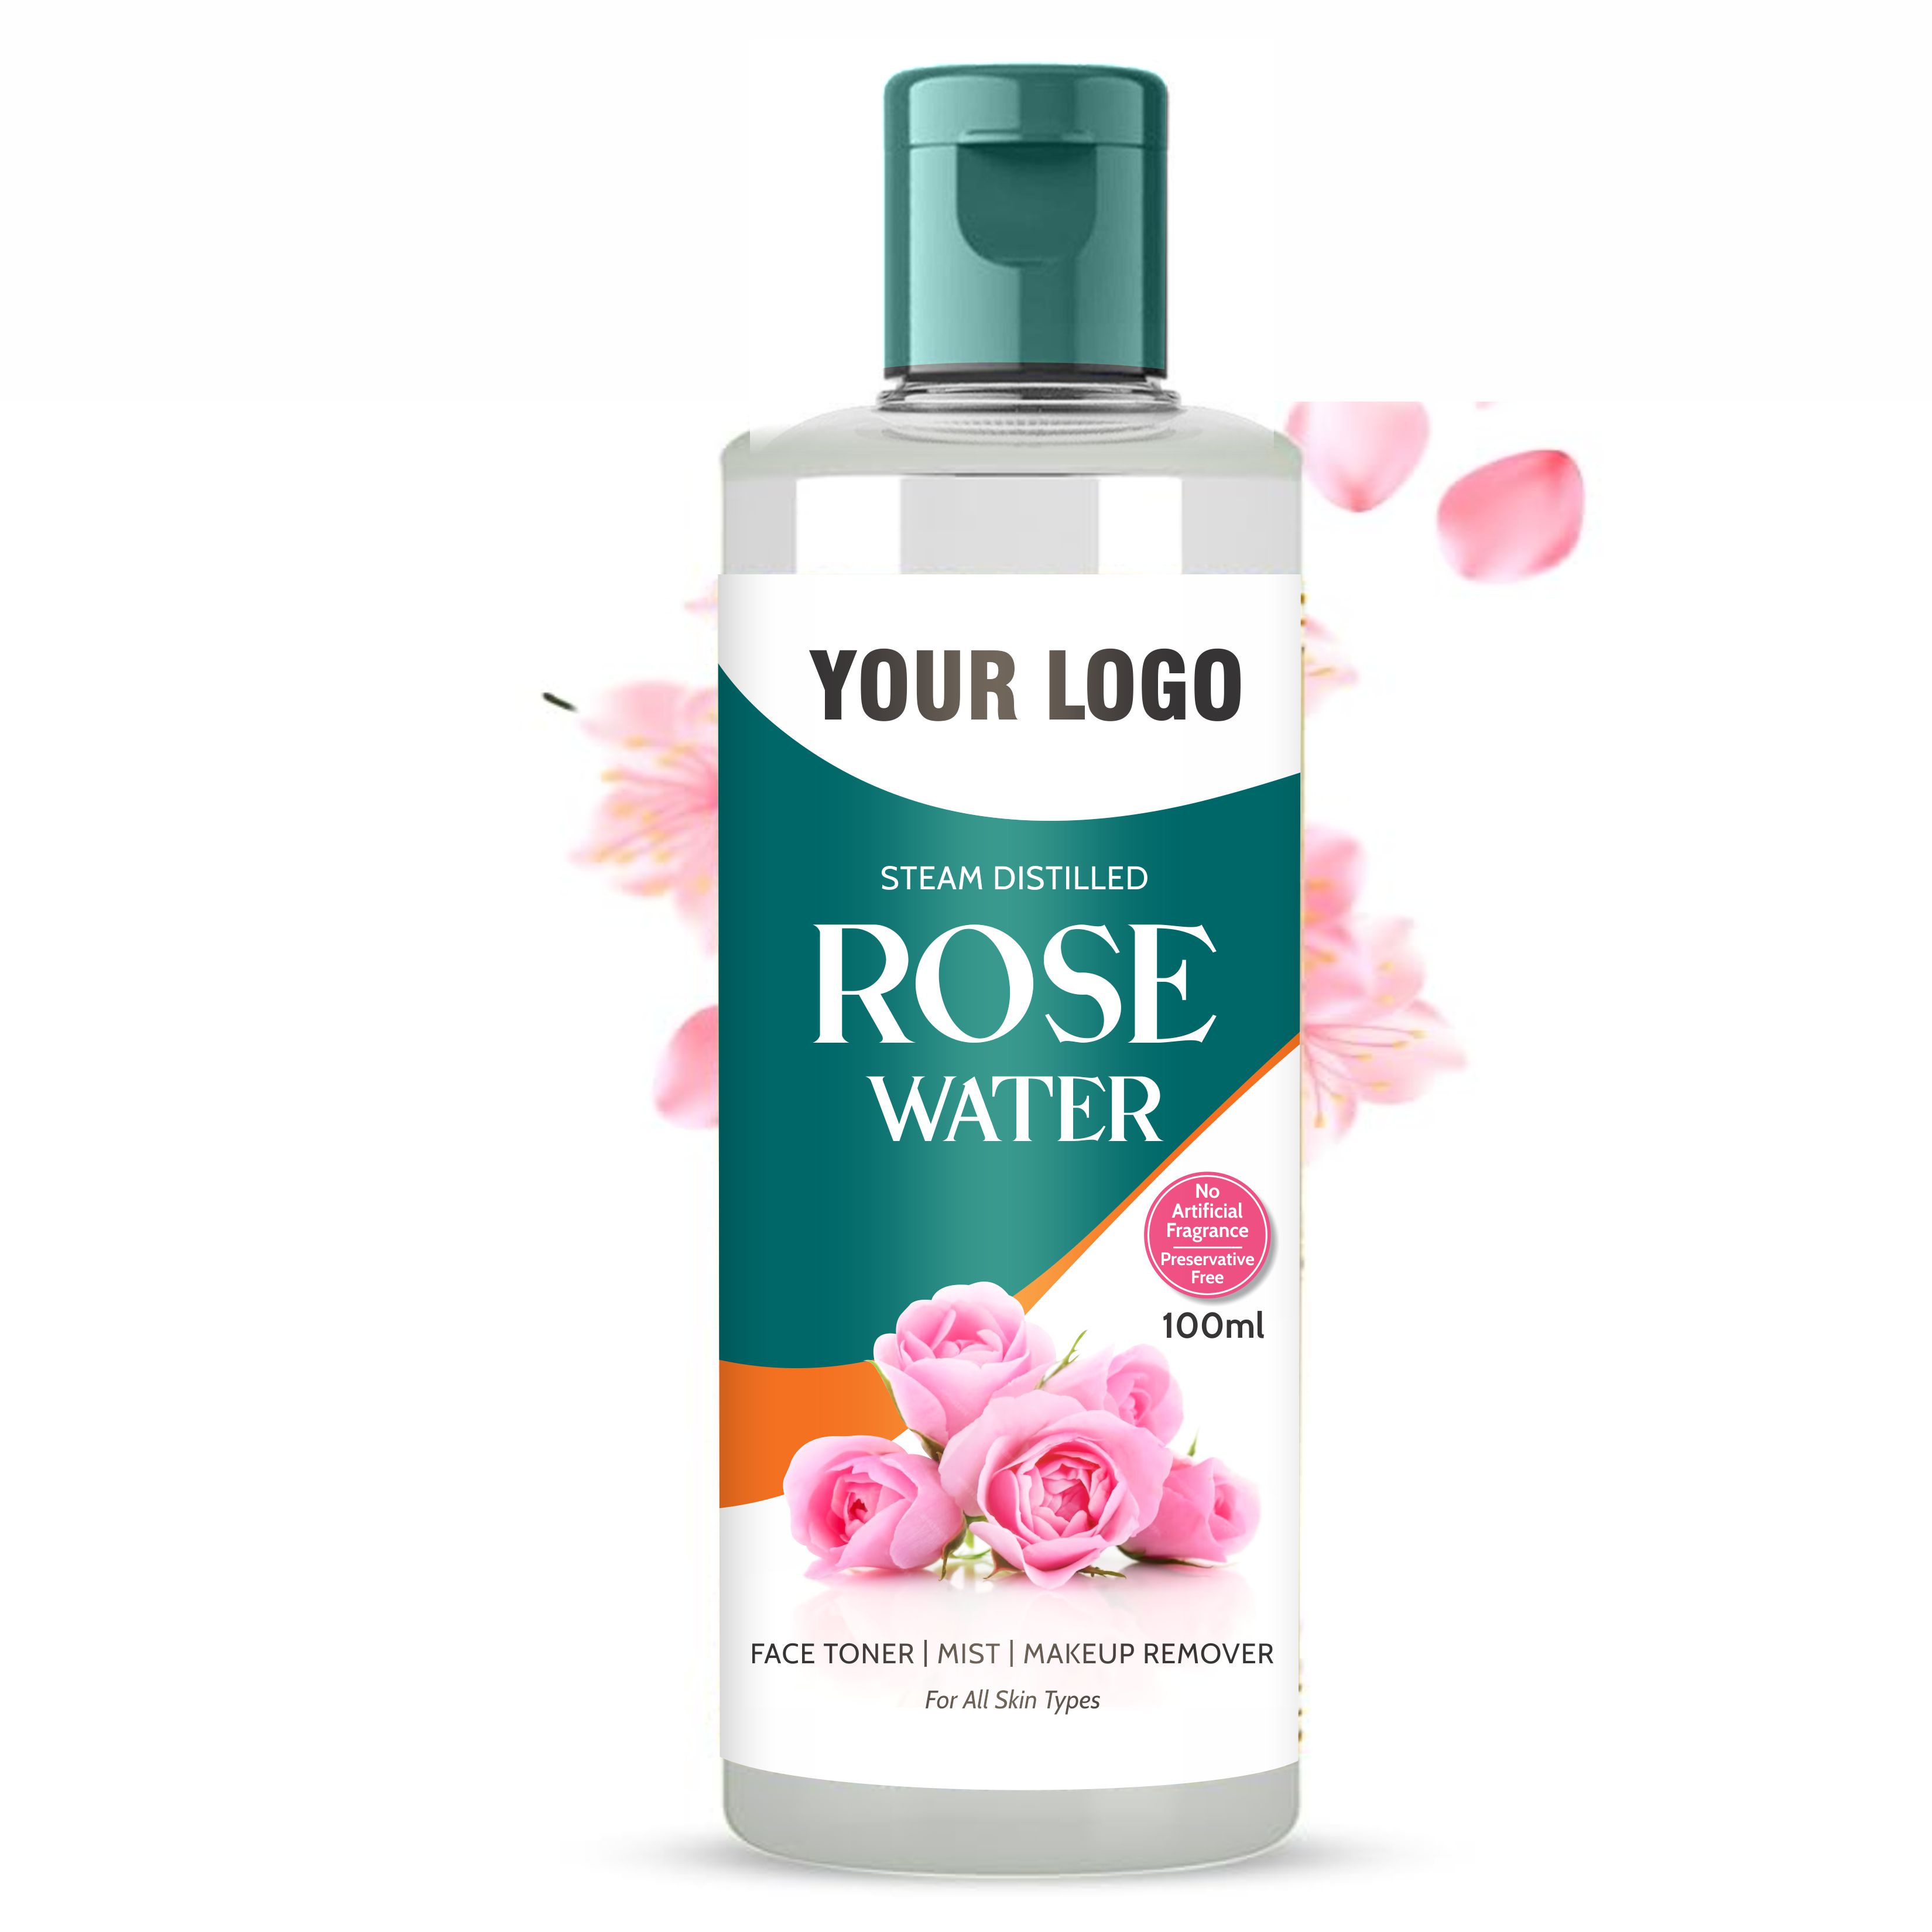 YOUR LOGO
STEAM DISTILLED
ROSE
WATER
No
Artificial
Fragrance
Preservative
Free
100ml
FACE TONER | MIST | MAKEUP REMOVER
For All Skin Types